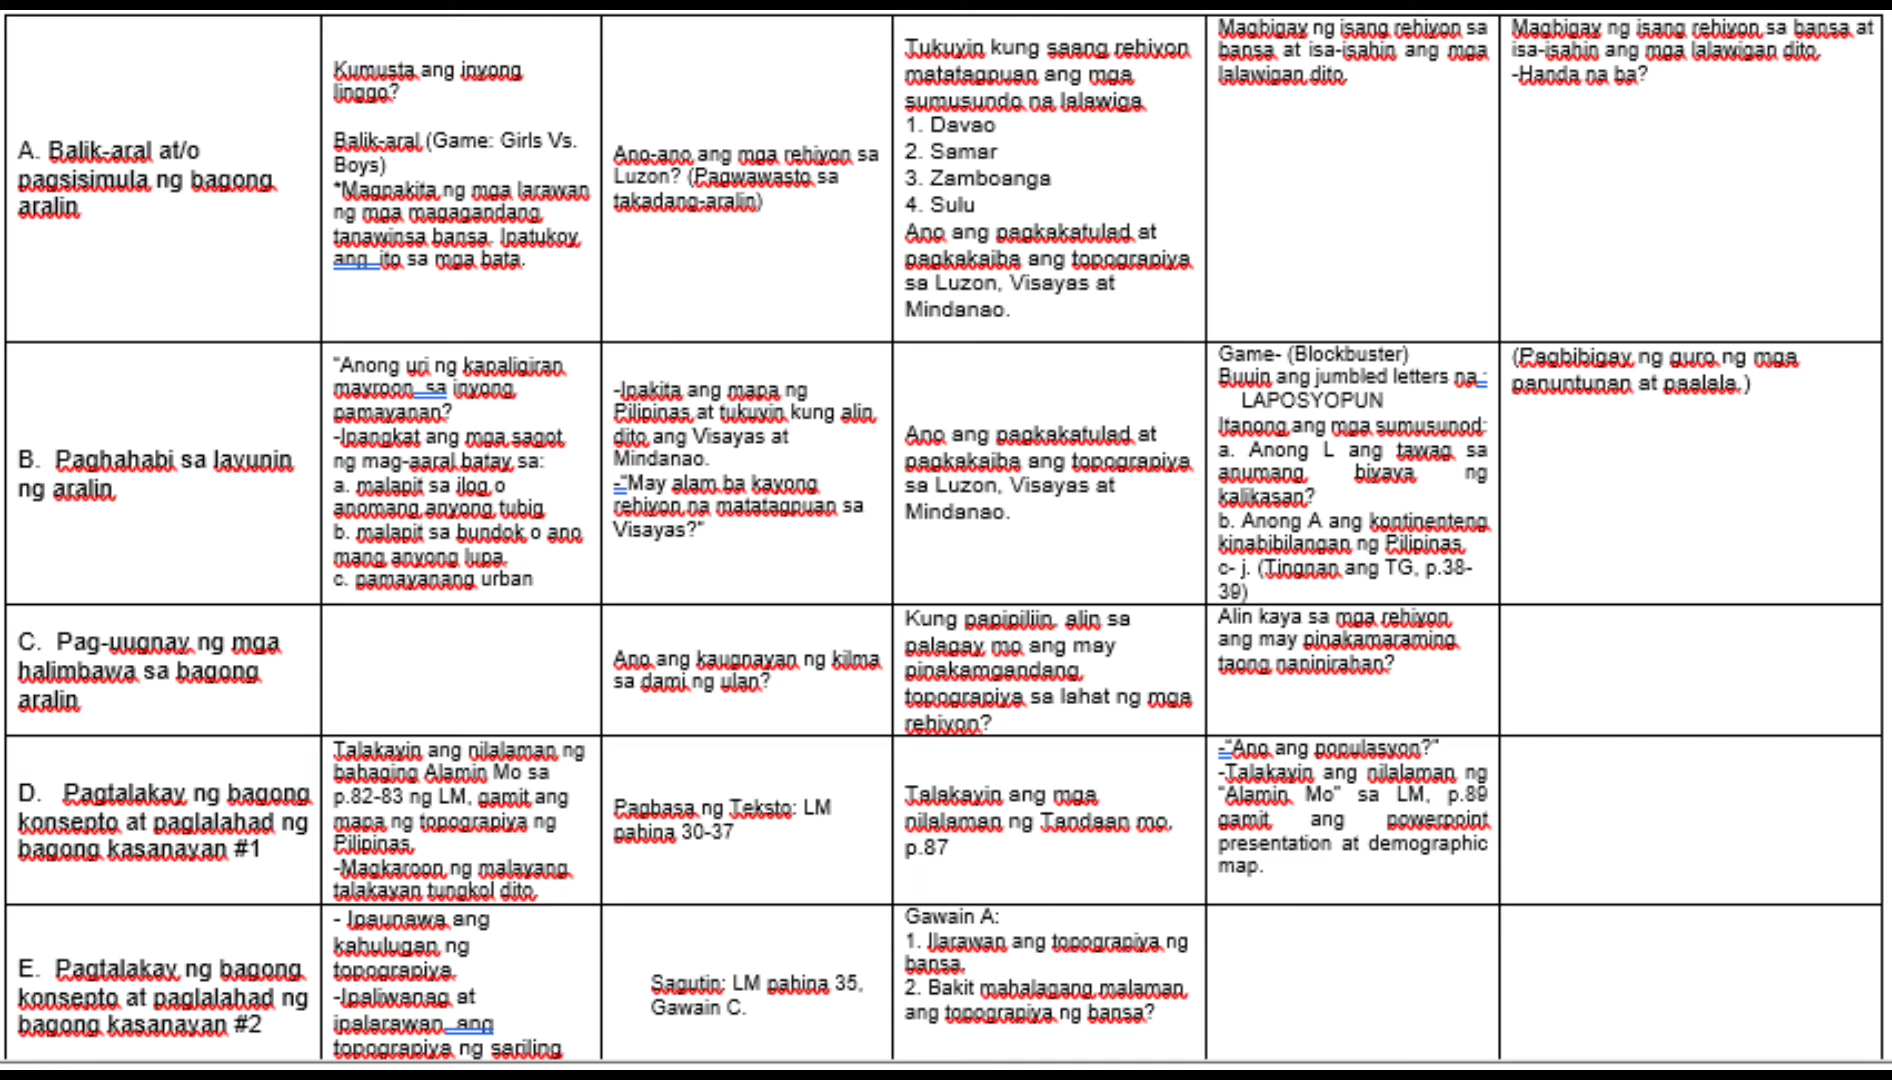 A. Balik-aral at/o
pagsisimula ng bagong
aralin
Kumusta ang inyong
linggo?
Balik-aral (Game: Girls Vs.
Boys)
*Magpakita ng mga larawan
ng mga magagandang
tanawinsa bansa. Ipatukoy
ang ito sa mga bata.
Ano-ano ang mga rehiyon sa
Luzon? (Pagwawasto sa
takadang-aralin)
Tukuyin kung saang rehiyon
matatagpuan ang mga
sumusundo na lalawiga
1. Davao
2. Samar
3. Zamboanga
4. Sulu
Ano ang pagkakatulad at
pagkakaiba ang topograpiya
sa Luzon, Visayas at
Mindanao.
Magbigay ng isang rehiyon sa
bansa at isa-isahin ang mga
lalawigan dito.
Magbigay ng isang rehiyon sa bansa at
isa-isahin ang mga lalawigan dito.
-Handa na ba?
B. Paghahabi sa layunin
ng aralin
"Anong uri ng kapaligiran
mayroon sa inyong
pamayanan?
-Ipangkat ang mga sagot
ng mag-aaral batay sa:
a. malapit sa ilog o
anomang anyong tubig
b. malapit sa bundok o ano
mang anyong lupa
c. pamayanang urban
-Ipakita ang mapa ng
Pilipinas at tukuyin kung alin
dito ang Visayas at
Mindanao.
-"May alam ba kayong
rehiyon na matatagpuan sa
Visayas?"
Ano ang pagkakatulad at
pagkakaiba ang topograpiya
sa Luzon, Visayas at
Mindanao.
Game- (Blockbuster)
Buuin ang jumbled letters na :
LAPOSYOPUN
Itanong ang mga sumusunod:
a. Anong L ang tawag sa
anumang biyaya ng
kalikasan?
b. Anong A ang kontinenteng
kinabibilangan ng Pilipinas
c- j. (Tingnan ang TG, p.38-
39)
(Pagbibigay ng guro ng mga
panuntunan at paalala.)
C. Pag-uugnay ng mga
halimbawa sa bagong
aralin
Ano ang kaugnayan ng kilma
sa dami ng ulan?
Kung papipiliin, alin sa
palagay mo ang may
pinakamgandang
topograpiya sa lahat ng mga
rehiyon?
Alin kaya sa mga rehiyon
ang may pinakamaraming
taong naninirahan?
D. Pagtalakay ng bagong
konsepto at paglalahad ng
bagong kasanayan #1
Talakayin ang nilalaman ng
bahaging Alamin Mo sa
p.82-83 ng LM, gamit ang
mapa ng topograpiya ng
Pilipinas.
-Magkaroon ng malayang
talakayan tungkol dito.
Pagbasa ng Teksto: LM
pahina 30-37
Talakayin ang mga
nilalaman ng Tandaan mo,
p.87
-"Ano ang populasyon?"
-Talakayin ang nilalaman ng
"Alamin Mo" sa LM, p.89
gamit ang powerpoint
presentation at demographic
map.
E. Pagtalakay ng bagong
konsepto at paglalahad ng
bagong kasanayan #2
- Ipaunawa ang
kahulugan ng
topograpiya.
-Ipaliwanag at
ipalarawan ang
topograpiya ng sariling
Sagutin: LM pahina 35,
Gawain C.
Gawain A:
1. Ilarawan ang topograpiya ng
bansa.
2. Bakit mahalagang malaman
ang topograpiya ng bansa?